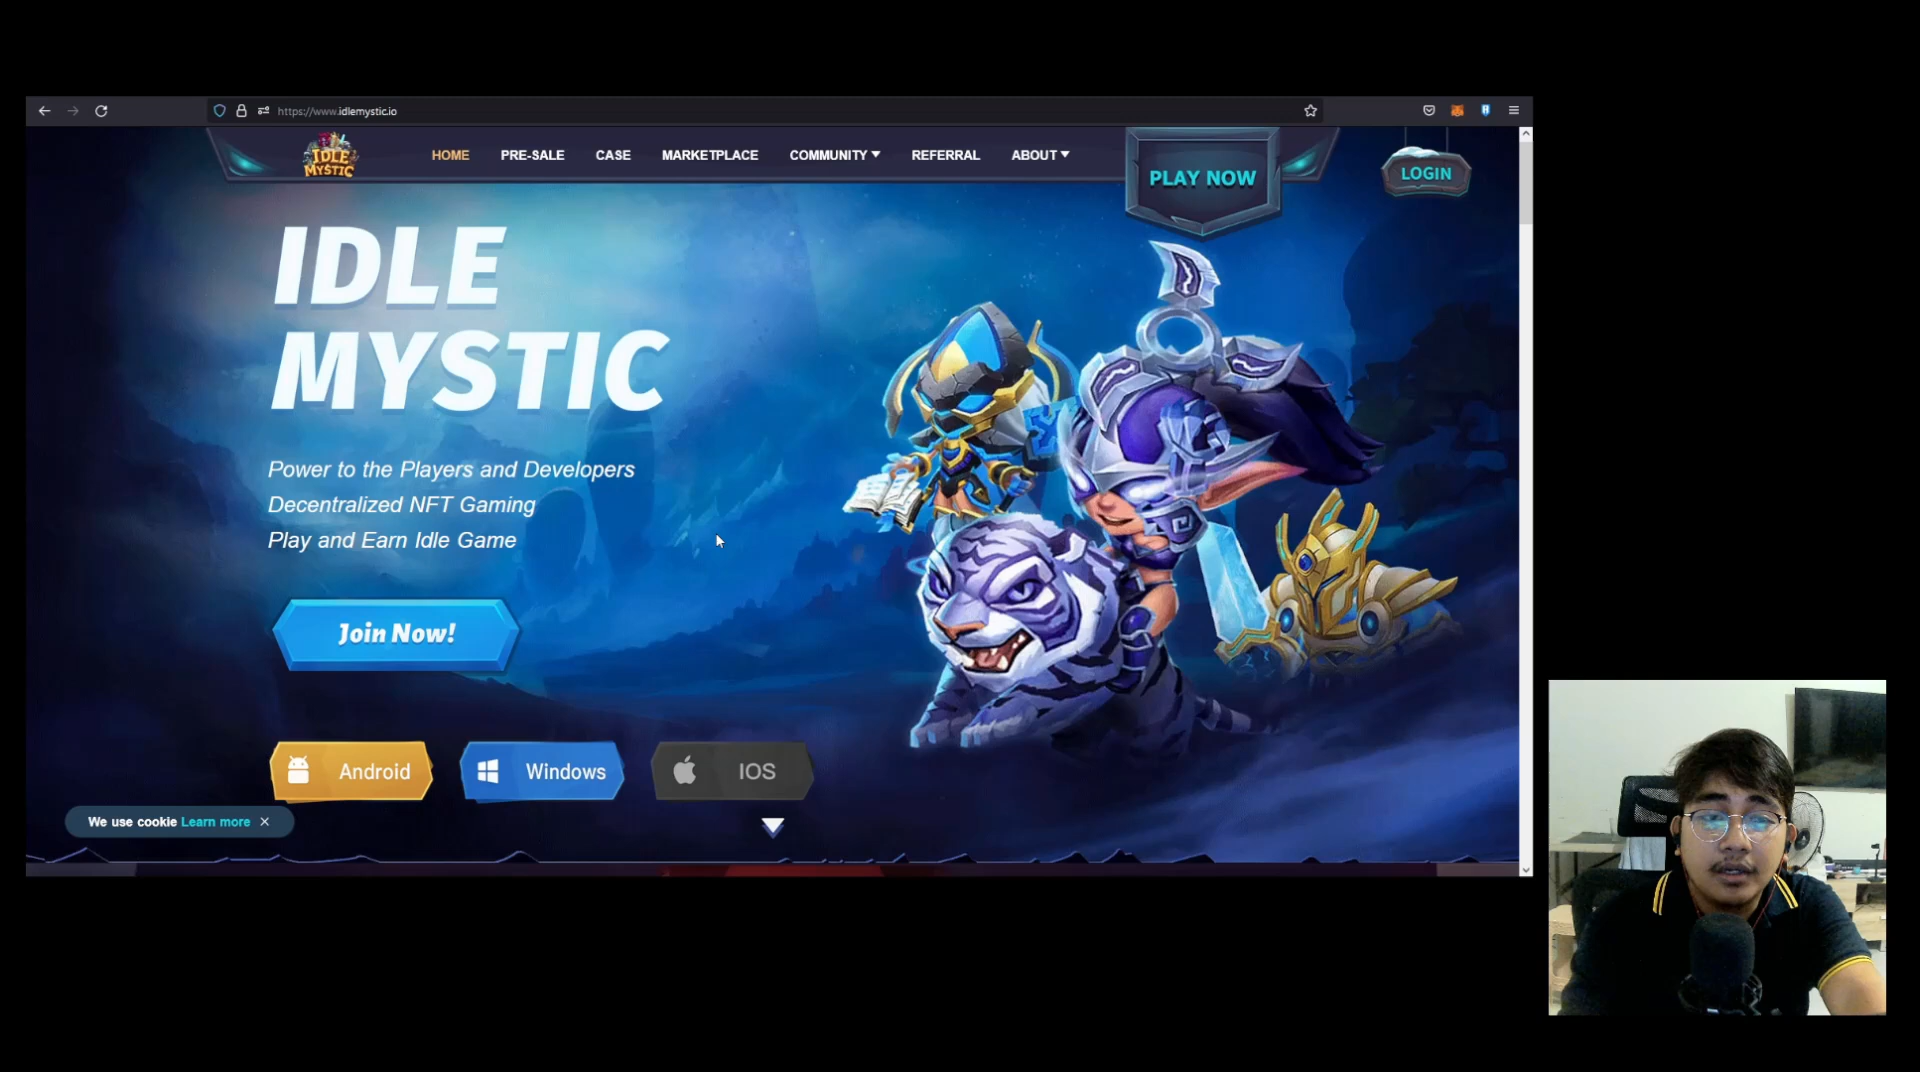 https://www.idlemystic.io
IDLE
MYSTIC
HOME
PRE-SALE
CASE
MARKETPLACE
COMMUNITY
REFERRAL
ABOUT
PLAY NOW
LOGIN
IDLE
MYSTIC
Power to the Players and Developers
Decentralized NFT Gaming
Play and Earn Idle Game
Join Now!
Android
Windows
IOS
We use cookie Learn more